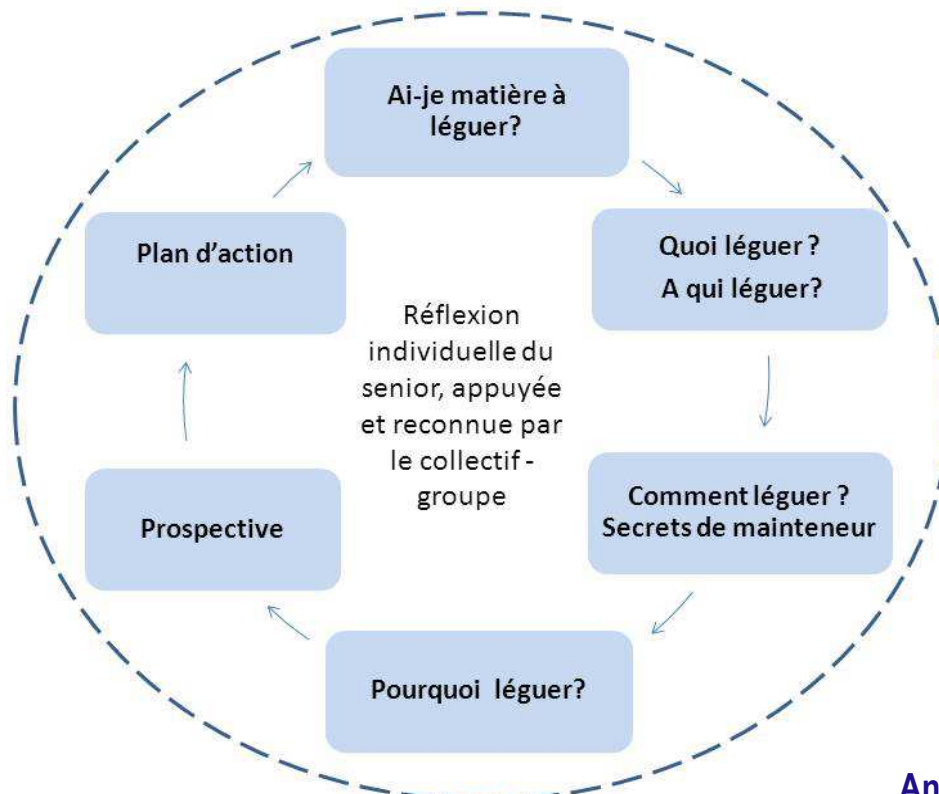 Ai-je matière à
léguer?
Quoi léguer ?
A qui léguer?
Comment léguer ?
Secrets de mainteneur
Pourquoi léguer?
Prospective
Plan d’action
Réflexion
individuelle du
senior, appuyée
et reconnue par
le collectif -
groupe
An